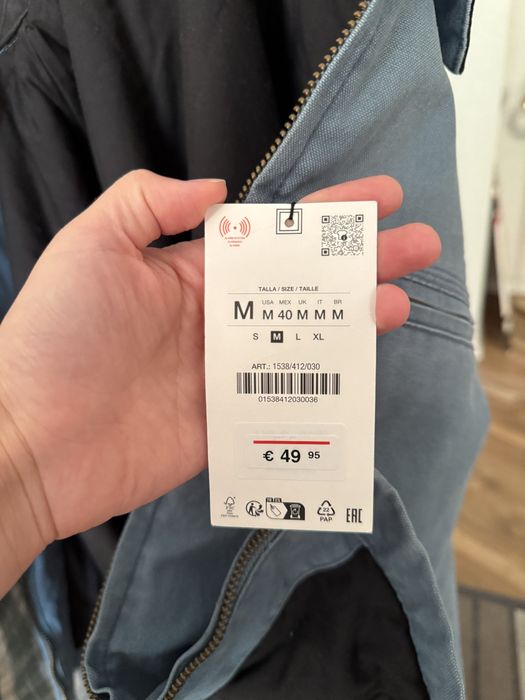 TALLA / SIZE / TAILLE
USA MEX UK IT BR
M M 40 M M M
S M L XL
ART.: 1538/412/030
01538412030036
€ 49 95
22
PAP
EAC